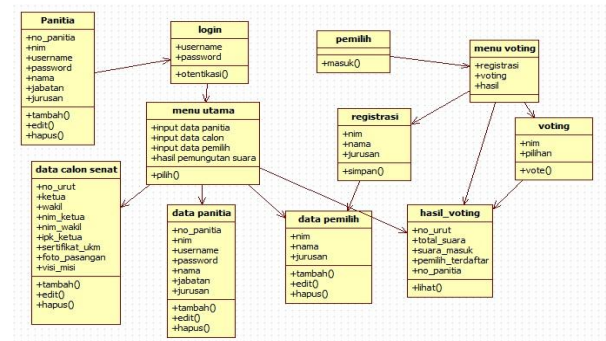 Panitia
+no_panitia
+nim
+username
+password
+nama
+jabatan
+jurusan
+tambah()
+edit()
+hapus()
login
+username
+password
+otentikasi()
pemilih
+masuk()
menu voting
+registrasi
+voting
+hasil
menu utama
+input data panitia
+input data calon
+input data pemilih
+hasil pemungutan suara
+pilih()
registrasi
+nim
+nama
+jurusan
+simpan()
voting
+nim
+pilihan
+vote()
data calon senat
+no_urut
+ketua
+wakil
+nim_ketua
+nim_wakil
+ipk_ketua
+sertifikat_ukm
+foto_pasangan
+visi_misi
+tambah()
+edit()
+hapus()
data panitia
+no_panitia
+nim
+username
+password
+nama
+jabatan
+jurusan
+tambah()
+edit()
+hapus()
data pemilih
+nim
+nama
+jurusan
+tambah()
+edit()
+hapus()
hasil_voting
+no_urut
+total_suara
+suara_masuk
+pemilih_terdaftar
+no_panitia
+lihat()